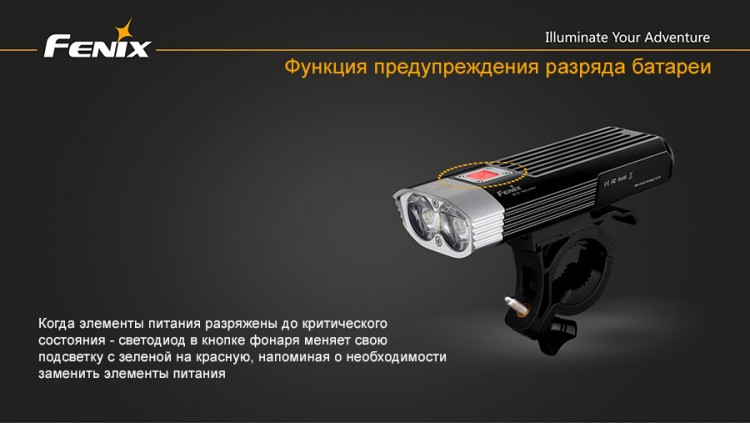 FENIX
Illuminate Your Adventure
Функция предупреждения разряда батареи
FENIX
Когда элементы питания разряжены до критического
состояния - светодиод в кнопке фонаря меняет свою
подсветку с зеленой на красную, напоминая о необходимости
заменить элементы питания